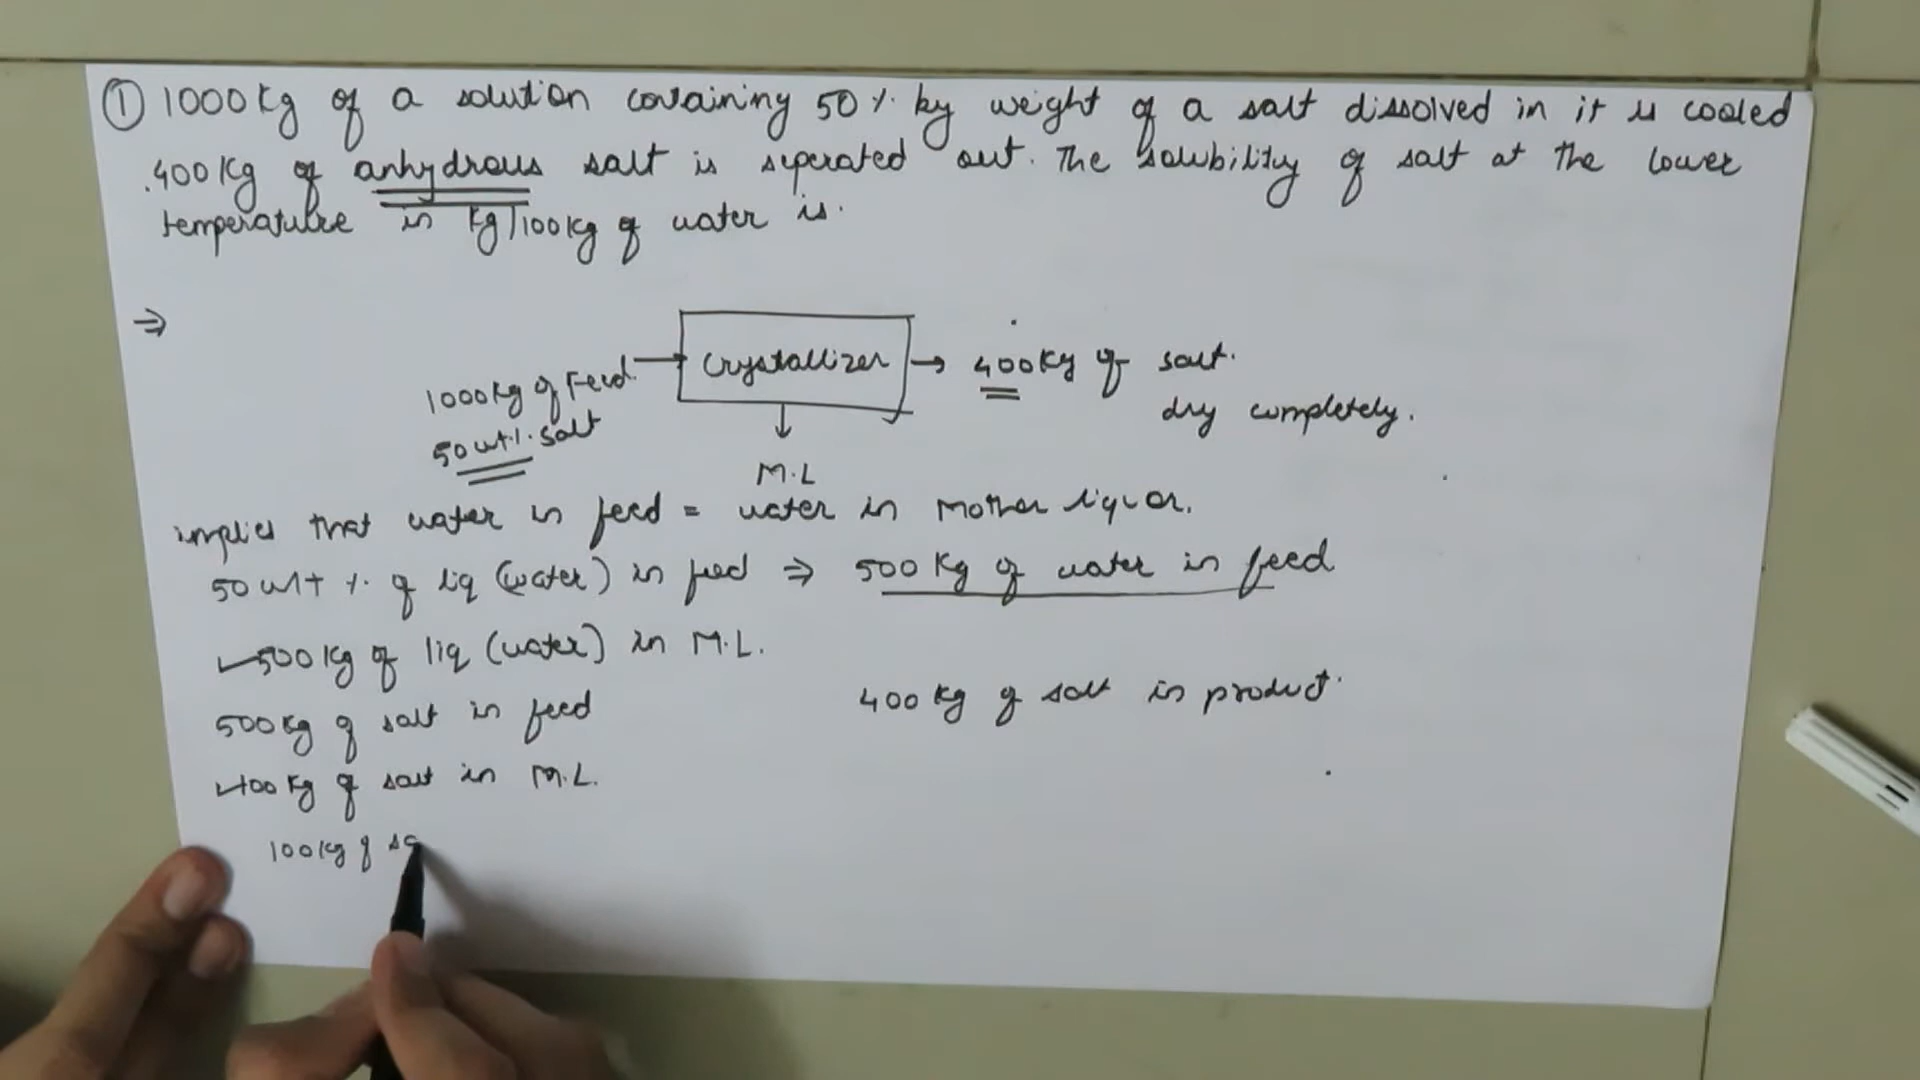 ① 1000 Kg of a solution containing 50 % by weight of a salt dissolved in it is cooled
.400 Kg of anhydrous salt is seperated out. The solubility of salt at the lower
temperature in kg/100 kg of water is.
⇒
Crystallizer → 400 Kg of salt.
1000 kg of Feed →
dry completely.
50 wt%. salt
M.L
implies that water in feed = water in Mother liquor.
50 wt % of liq (water) in feed ⇒ 500 Kg of water in feed
500 Kg of liq (water) in M.L.
400 kg of salt in product.
500 kg of salt in feed
100 kg of salt in M.L.
100 kg of sa